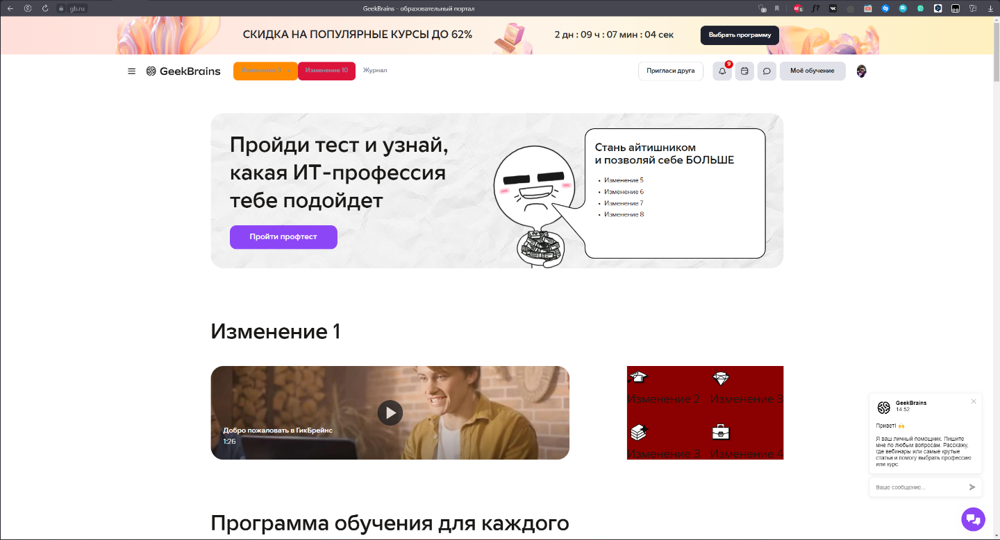 gb.ru
GeekBrains - образовательный портал
СКИДКА НА ПОПУЛЯРНЫЕ КУРСЫ ДО 62%
2 дн : 09 ч : 07 мин : 04 сек
Выбрать программу
GeekBrains
Изменение 9
Изменение 10
Журнал
Пригласи друга
9
Моё обучение
Пройди тест и узнай,
какая ИТ-профессия
тебе подойдет
Пройти профтест
Стань айтишником
и позволяй себе БОЛЬШЕ
• Изменение 5
• Изменение 6
• Изменение 7
• Изменение 8
Изменение 1
Добро пожаловать в ГикБрейнс
1:26
Изменение 2
Изменение 3
Изменение 3
Изменение 4
GeekBrains
14:52
Привет! 🙌
Я ваш личный помощник. Пишите
мне по любым вопросам. Расскажу,
где вебинары или самые крутые
статьи и помогу выбрать профессию
или курс
Ваше сообщение...
Программа обучения для каждого